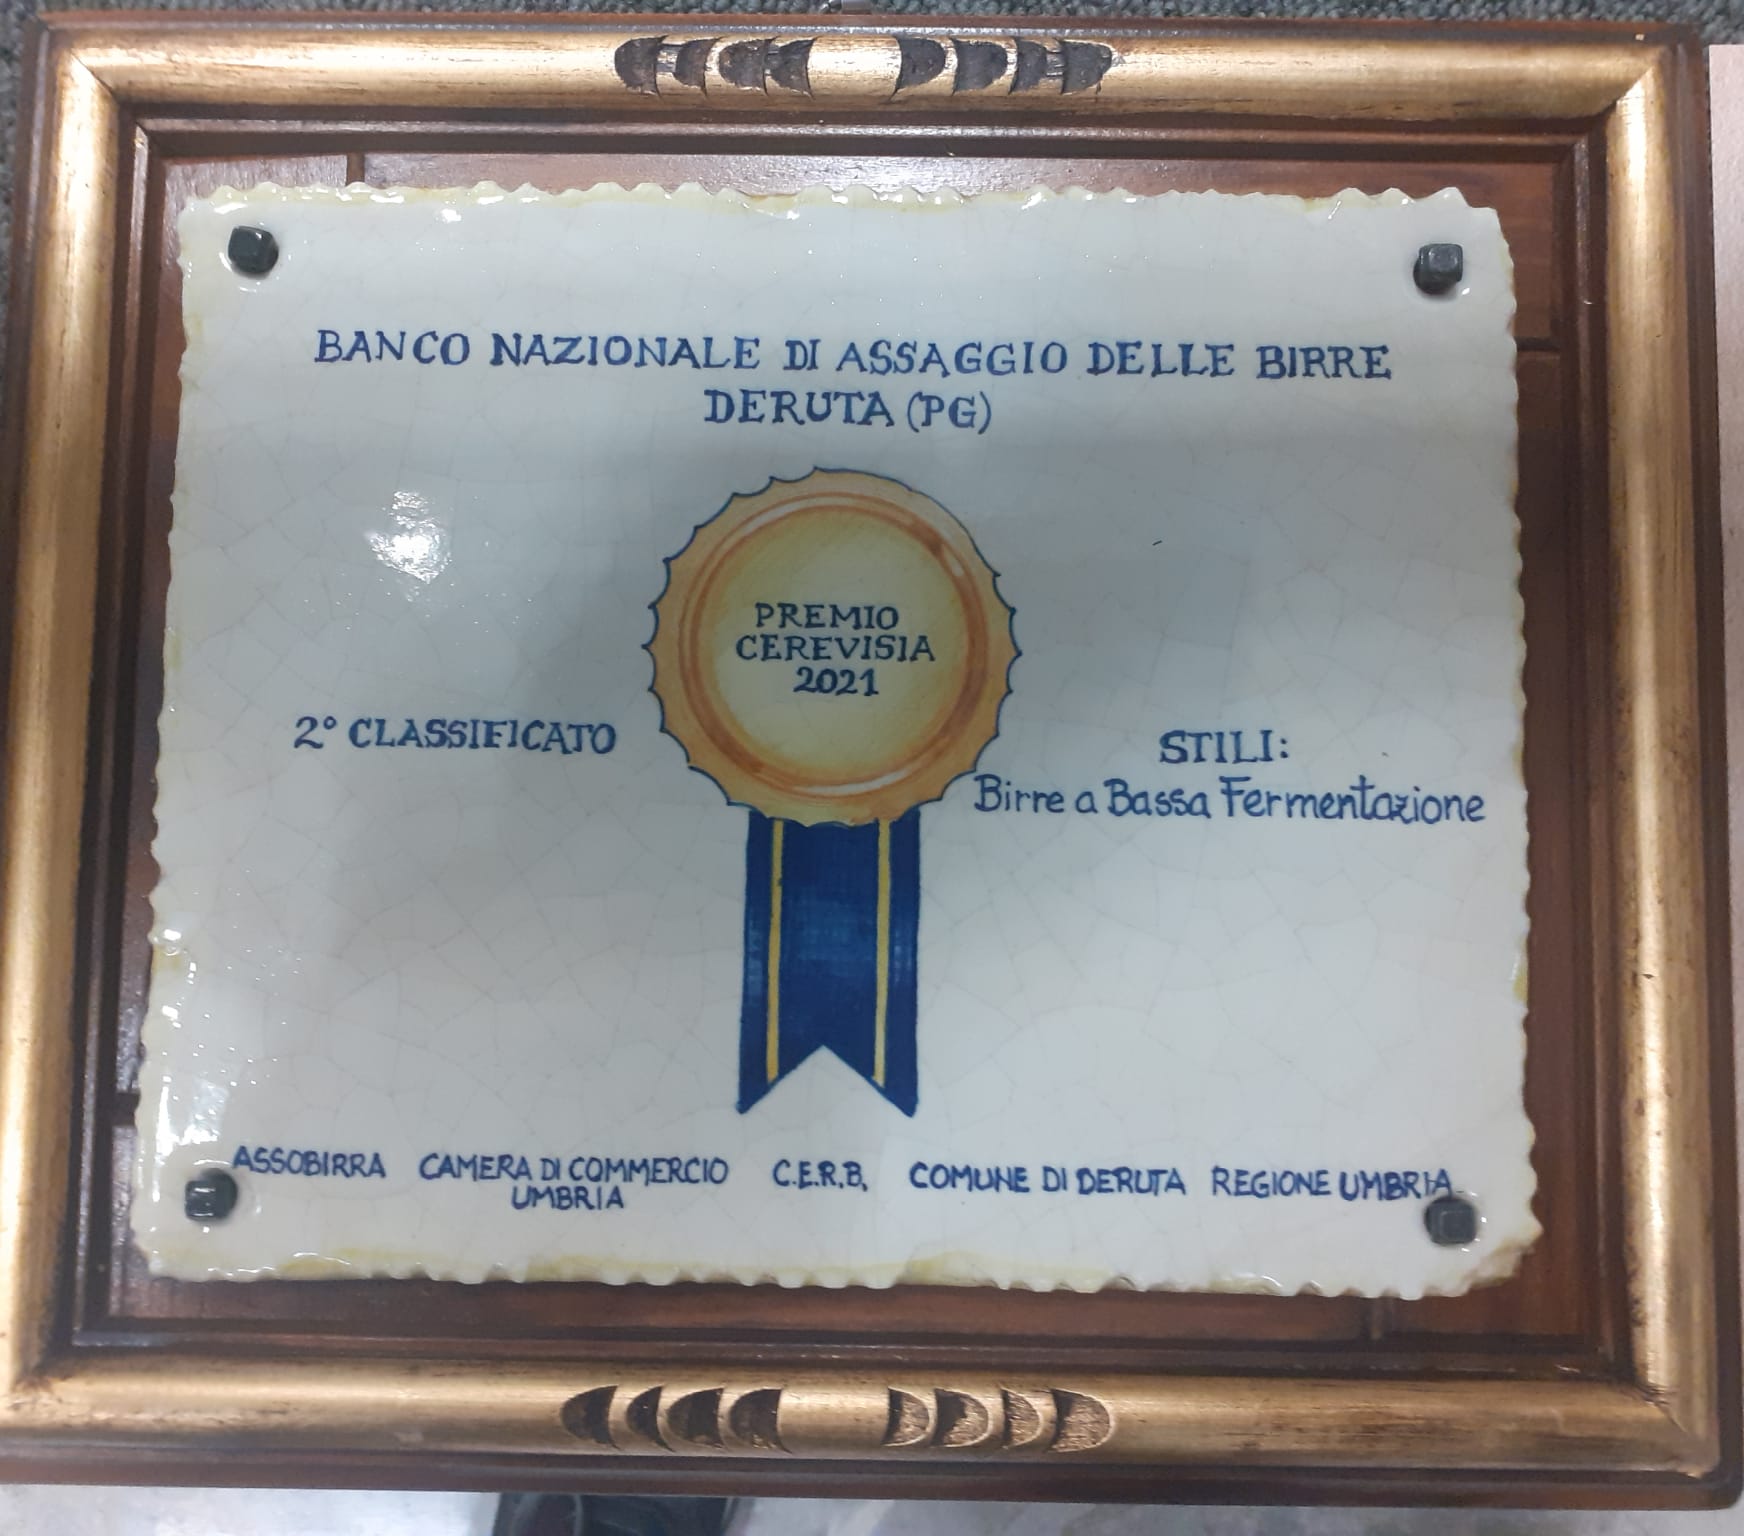 BANCO NAZIONALE DI ASSAGGIO DELLE BIRRE
DERUTA (PG)
PREMIO
CEREVISIA
2021
2° CLASSIFICATO
STILI:
Birre a Bassa Fermentazione
ASSOBIRRA CAMERA DI COMMERCIO C.E.R.B. COMUNE DI DERUTA REGIONE UMBRIA
UMBRIA